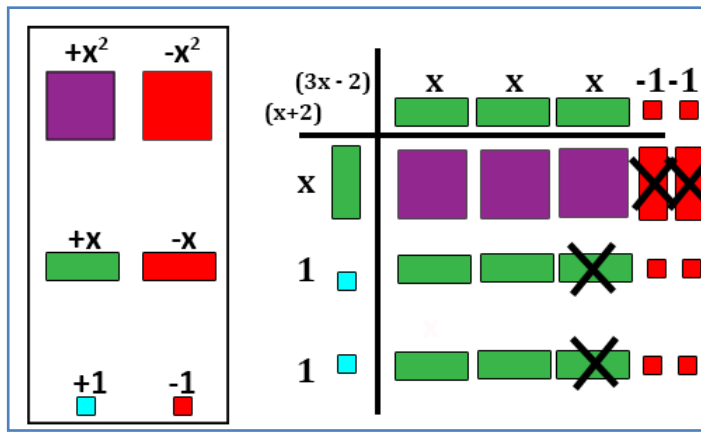 +x² -x²
+x -x
+1 -1
(3x - 2)
(x+2)
x x x -1 -1
x
1
x
1